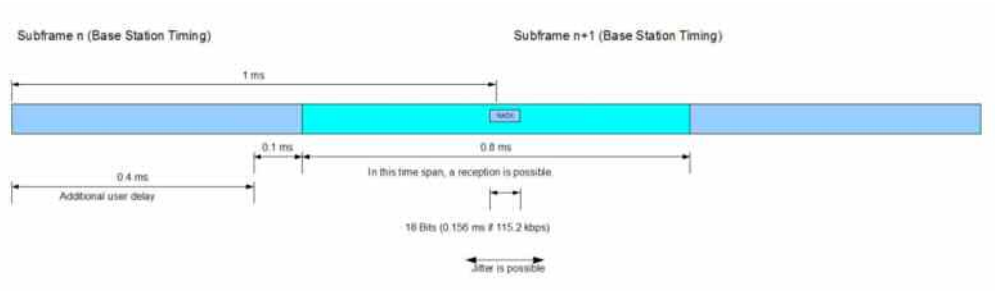 Subframe n (Base Station Timing)
Subframe n+1 (Base Station Timing)
1 ms
0.1 ms
0.8 ms
In this time span, a reception is possible.
0.4 ms
Additional user delay
18 Bits (0.156 ms if 115.2 kbps)
Jitter is possible